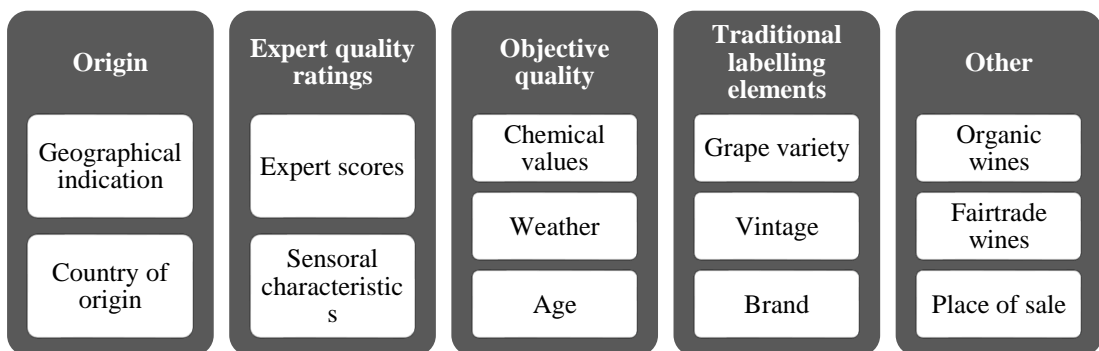 Origin
Geographical
indication
Country of
origin
Expert quality
ratings
Expert scores
Sensoral
characteristic
s
Objective
quality
Chemical
values
Weather
Age
Traditional
labelling
elements
Grape variety
Vintage
Brand
Other
Organic
wines
Fairtrade
wines
Place of sale